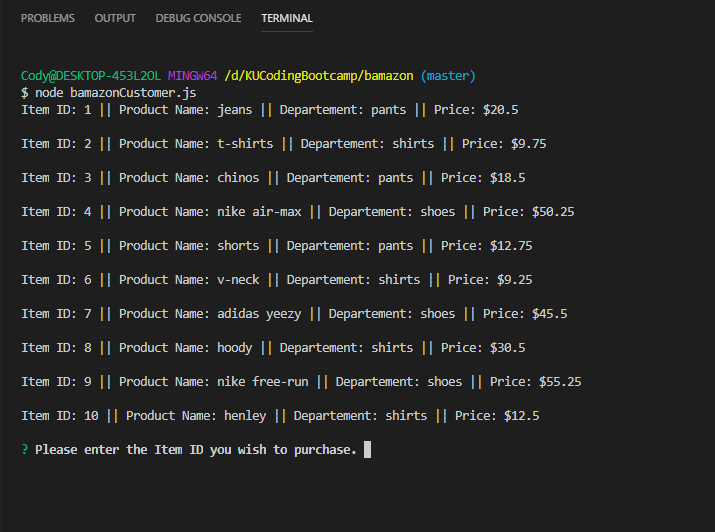 PROBLEMS OUTPUT DEBUG CONSOLE TERMINAL
Cody@DESKTOP-453L2OL MINGW64 /d/KUCodingBootcamp/bamazon (master)
$ node bamazonCustomer.js
Item ID: 1 || Product Name: jeans || Departement: pants || Price: $20.5
Item ID: 2 || Product Name: t-shirts || Departement: shirts || Price: $9.75
Item ID: 3 || Product Name: chinos || Departement: pants || Price: $18.5
Item ID: 4 || Product Name: nike air-max || Departement: shoes || Price: $50.25
Item ID: 5 || Product Name: shorts || Departement: pants || Price: $12.75
Item ID: 6 || Product Name: v-neck || Departement: shirts || Price: $9.25
Item ID: 7 || Product Name: adidas yeezy || Departement: shoes || Price: $45.5
Item ID: 8 || Product Name: hoody || Departement: shirts || Price: $30.5
Item ID: 9 || Product Name: nike free-run || Departement: shoes || Price: $55.25
Item ID: 10 || Product Name: henley || Departement: shirts || Price: $12.5
? Please enter the Item ID you wish to purchase.